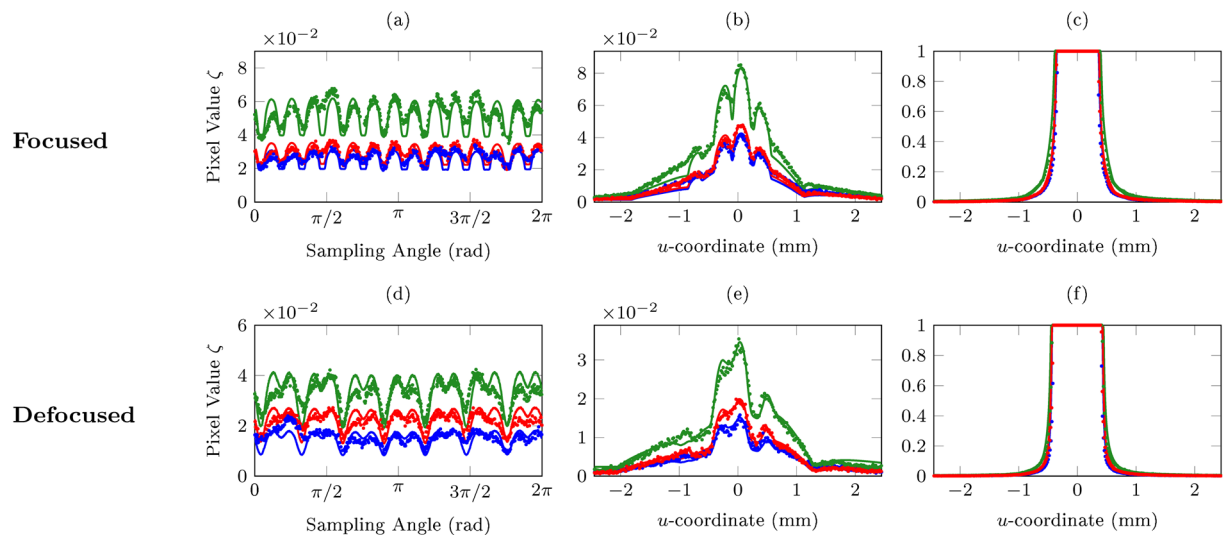 (a) (b) (c)
×10−2 ×10−2
Focused
Pixel Value ζ
8 6 4 2 0
0 π/2 π 3π/2 2π
Sampling Angle (rad)
8 6 4 2 0
−2 −1 0 1 2
u-coordinate (mm)
1 0.8 0.6 0.4 0.2 0
−2 −1 0 1 2
u-coordinate (mm)
(d) (e) (f)
×10−2 ×10−2
Defocused
Pixel Value ζ
6 4 2 0
0 π/2 π 3π/2 2π
Sampling Angle (rad)
3 2 1 0
−2 −1 0 1 2
u-coordinate (mm)
1 0.8 0.6 0.4 0.2 0
−2 −1 0 1 2
u-coordinate (mm)